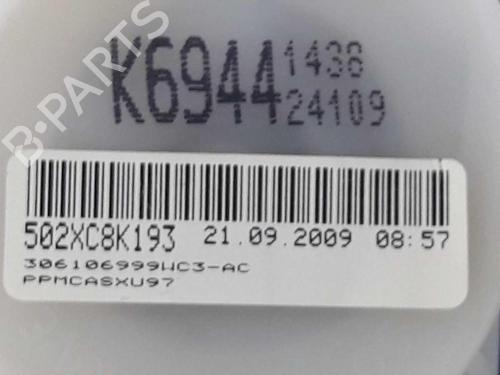 K6944 1438
24109
B-PARTS
502XC8K193 21.09.2009 08:57
306106999WC3-AC
PPMCASXU97